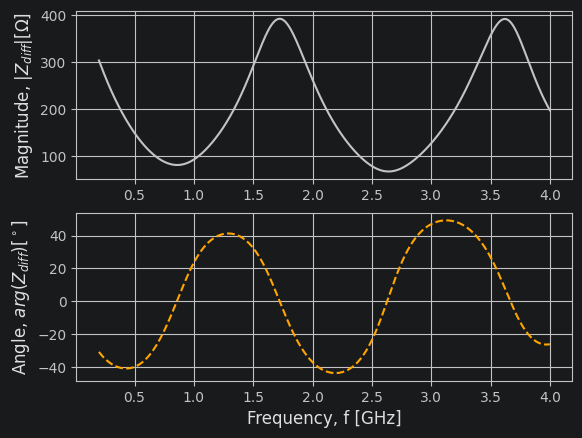 Magnitude, |Z_diff|[Ω]
400
300
200
100
0.5 1.0 1.5 2.0 2.5 3.0 3.5 4.0
Angle, arg(Z_diff)[°]
40
20
0
−20
−40
0.5 1.0 1.5 2.0 2.5 3.0 3.5 4.0
Frequency, f [GHz]